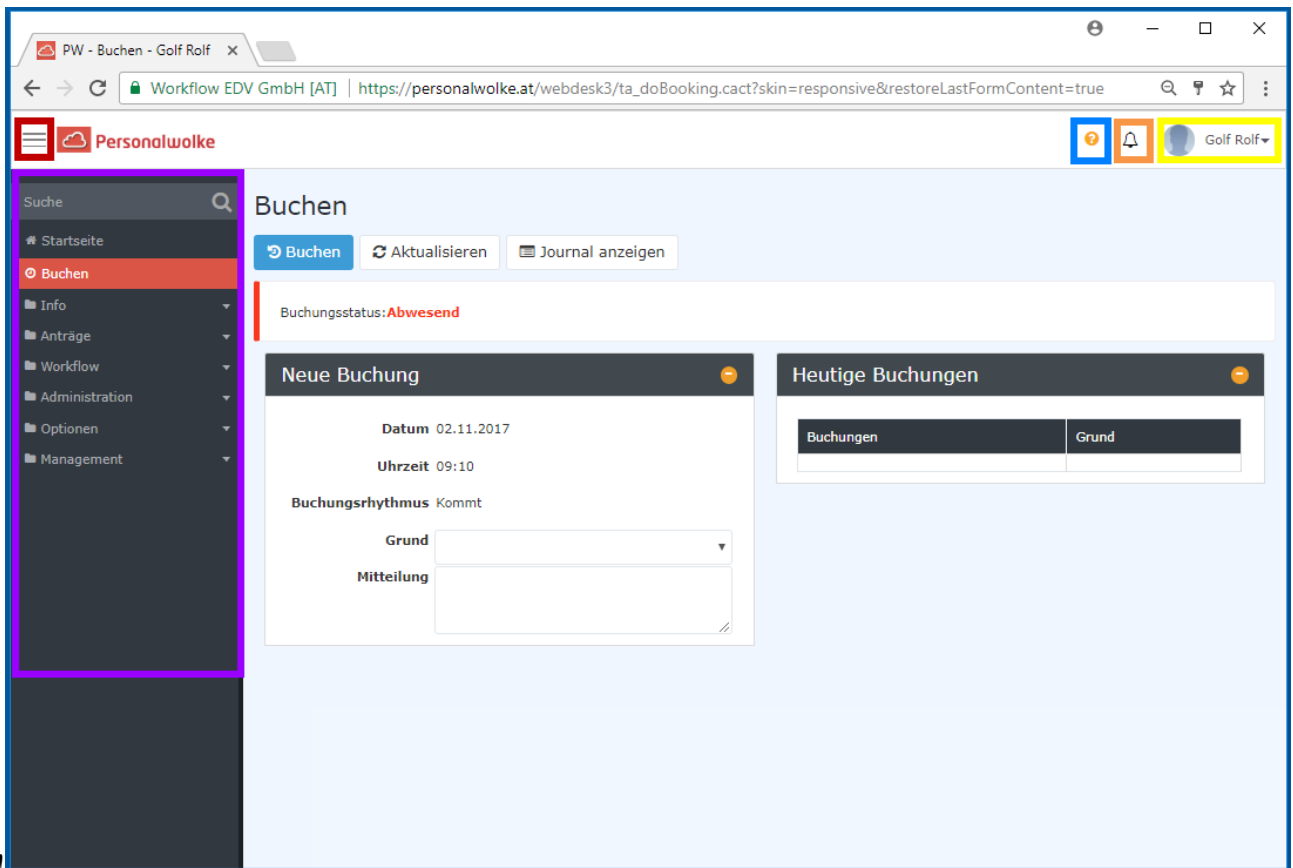 PW - Buchen - Golf Rolf
Workflow EDV GmbH [AT] | https://personalwolke.at/webdesk3/ta_doBooking.cact?skin=responsive&restoreLastFormContent=true
Personalwolke
Golf Rolf
Suche
Startseite
Buchen
Info
Anträge
Workflow
Administration
Optionen
Management
Buchen
Buchen Aktualisieren Journal anzeigen
Buchungsstatus:Abwesend
Neue Buchung
Datum 02.11.2017
Uhrzeit 09:10
Buchungsrhythmus Kommt
Grund
Mitteilung
Heutige Buchungen
Buchungen Grund